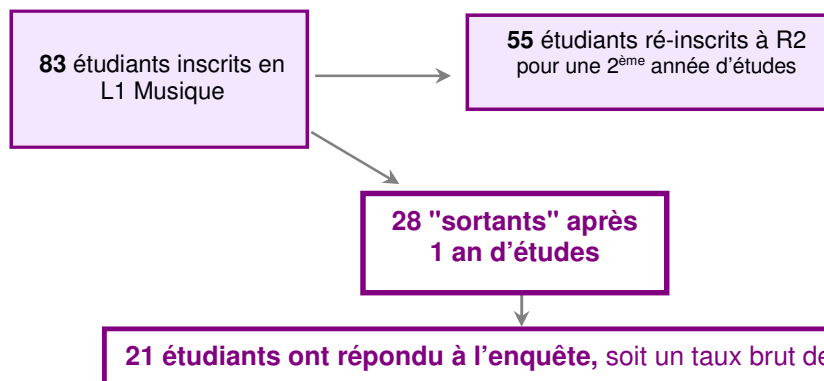 83 étudiants inscrits en
L1 Musique
55 étudiants ré-inscrits à R2
pour une 2ème année d'études
28 "sortants" après
1 an d'études
21 étudiants ont répondu à l'enquête, soit un taux brut de